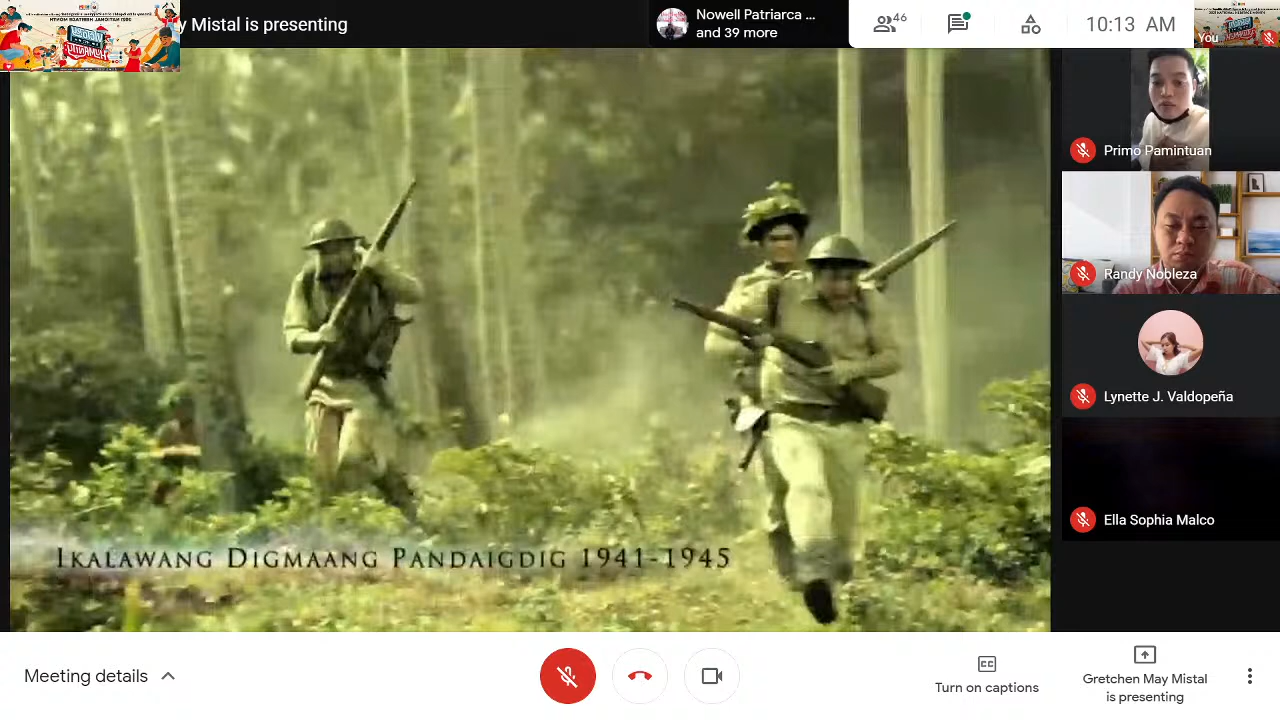 y Mistal is presenting
Nowell Patriarca ...
and 39 more
46
10:13 AM
You
Primo Pamintuan
Randy Nobleza
Lynette J. Valdopeña
Ella Sophia Malco
IKALAWANG DIGMAANG PANDAIGDIG 1941-1945
Meeting details
Turn on captions
Gretchen May Mistal
is presenting